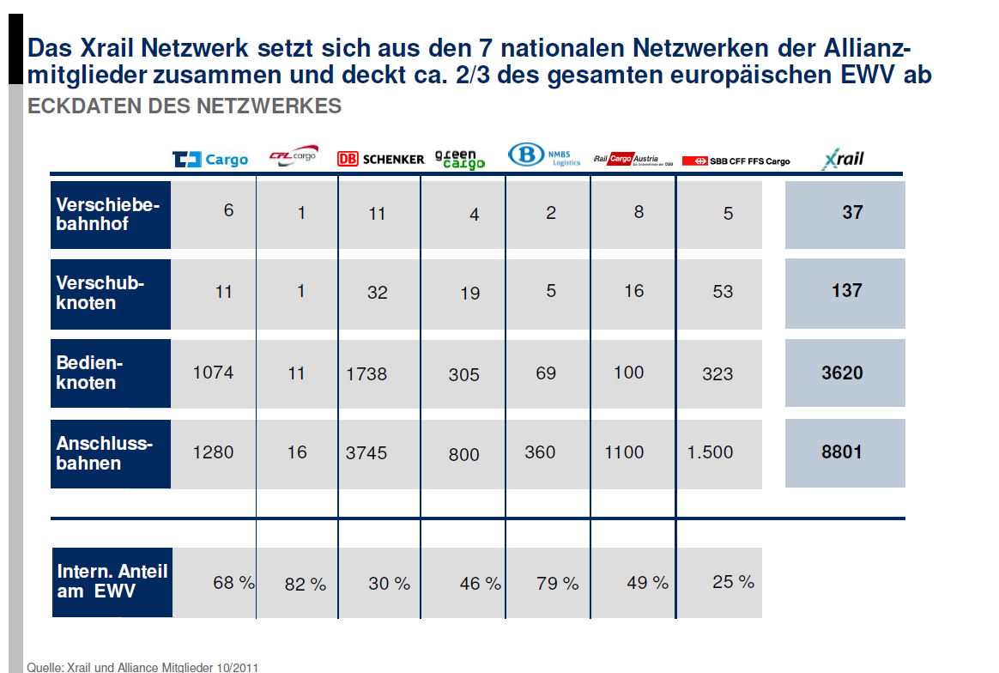 Das Xrail Netzwerk setzt sich aus den 7 nationalen Netzwerken der Allianz-
mitglieder zusammen und deckt ca. 2/3 des gesamten europäischen EWV ab
ECKDATEN DES NETZWERKES
Cargo CFL cargo DB SCHENKER green cargo B NMBS Logistics Rail Cargo Austria Ein Unternehmen der ÖBB SBB CFF FFS Cargo Xrail
Verschiebe-
bahnhof 6 1 11 4 2 8 5 37
Verschub-
knoten 11 1 32 19 5 16 53 137
Bedien-
knoten 1074 11 1738 305 69 100 323 3620
Anschluss-
bahnen 1280 16 3745 800 360 1100 1.500 8801
Intern. Anteil
am EWV 68 % 82 % 30 % 46 % 79 % 49 % 25 %
Quelle: Xrail und Alliance Mitglieder 10/2011